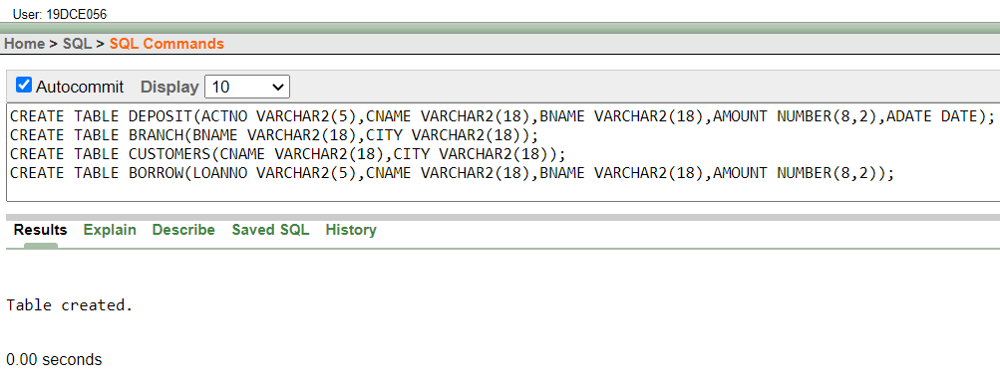 User: 19DCE056
Home > SQL > SQL Commands
Autocommit Display 10
CREATE TABLE DEPOSIT(ACTNO VARCHAR2(5),CNAME VARCHAR2(18),BNAME VARCHAR2(18),AMOUNT NUMBER(8,2),ADATE DATE);
CREATE TABLE BRANCH(BNAME VARCHAR2(18),CITY VARCHAR2(18));
CREATE TABLE CUSTOMERS(CNAME VARCHAR2(18),CITY VARCHAR2(18));
CREATE TABLE BORROW(LOANNO VARCHAR2(5),CNAME VARCHAR2(18),BNAME VARCHAR2(18),AMOUNT NUMBER(8,2));
Results Explain Describe Saved SQL History
Table created.
0.00 seconds